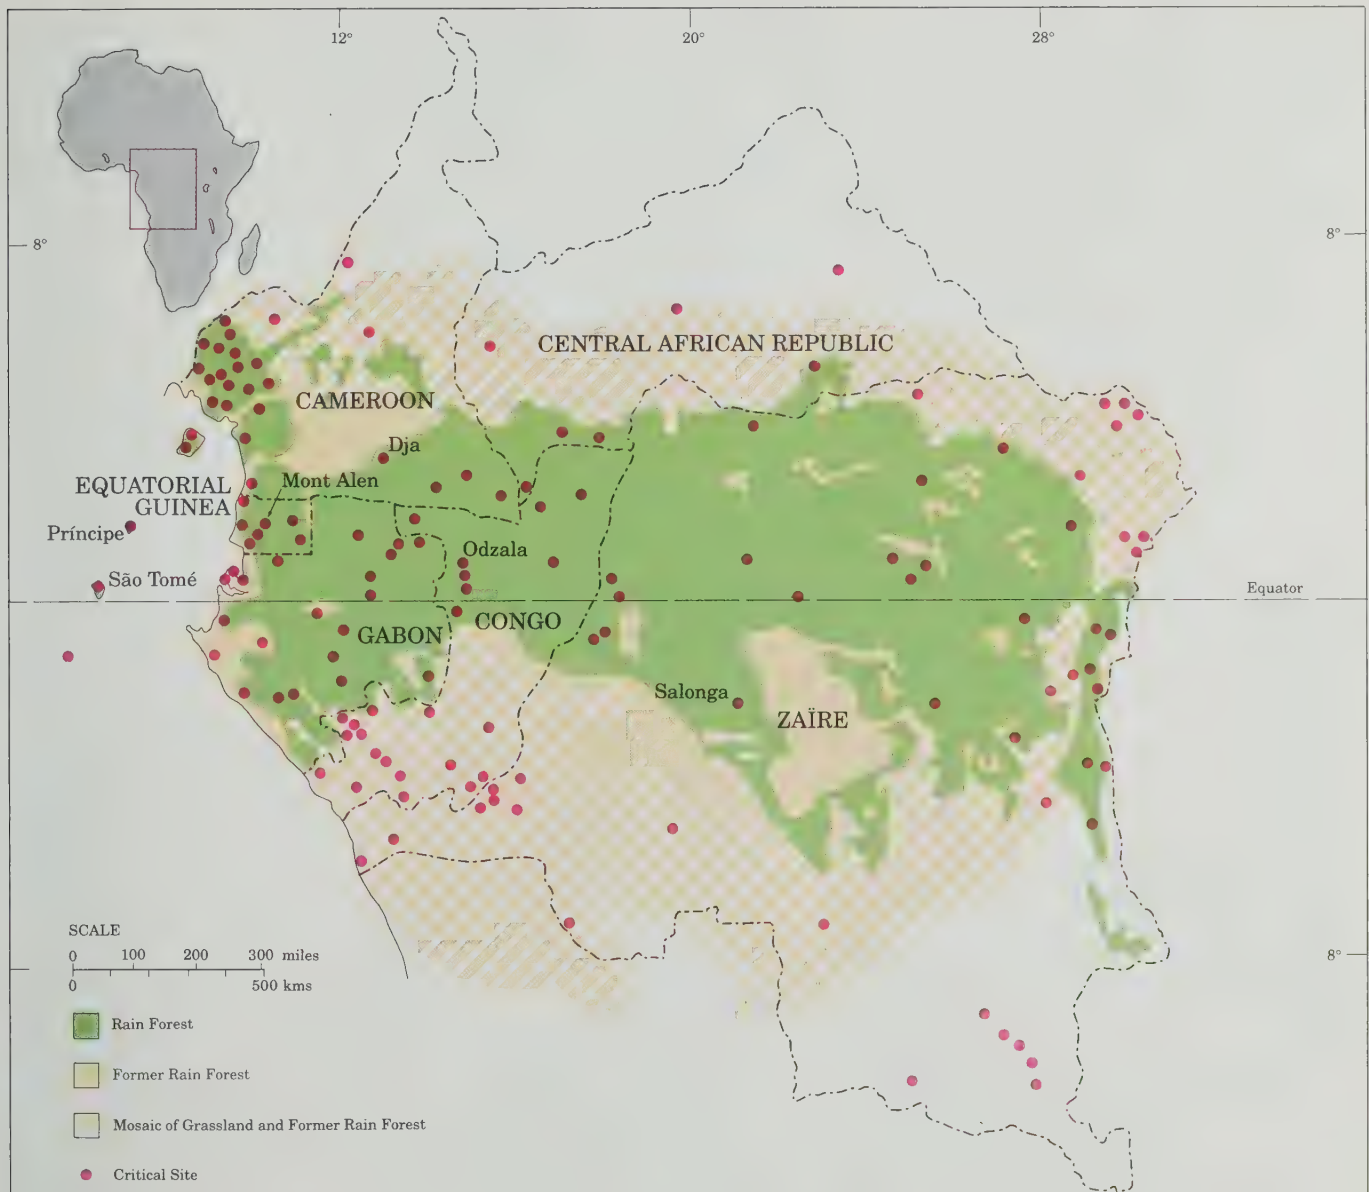 12°
20°
28°
8°
8°
CENTRAL AFRICAN REPUBLIC
CAMEROON
Dja
EQUATORIAL
GUINEA
Mont Alen
Príncipe
Odzala
São Tomé
Equator
GABON
CONGO
Salonga
ZAÏRE
8°
SCALE
0 100 200 300 miles
0 500 kms
Rain Forest
Former Rain Forest
Mosaic of Grassland and Former Rain Forest
Critical Site